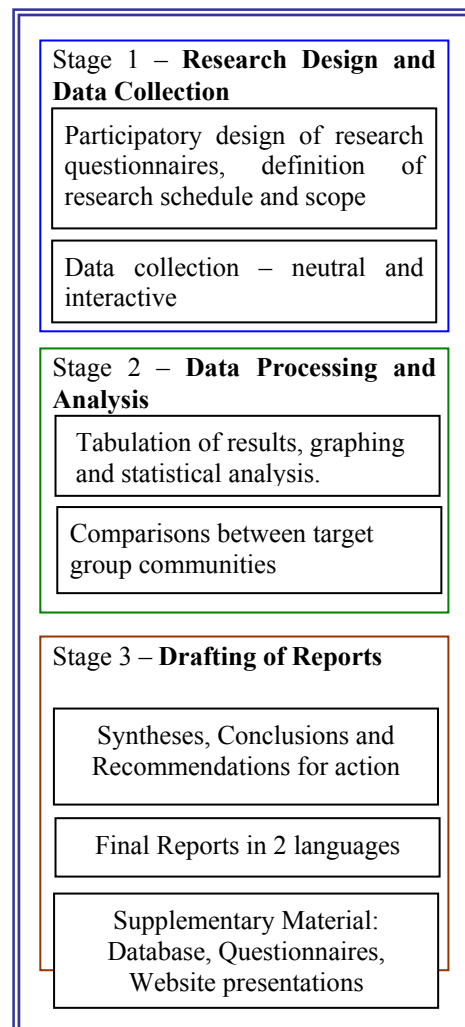 Stage 1 – Research Design and
Data Collection
Participatory design of research
questionnaires, definition of
research schedule and scope
Data collection – neutral and
interactive
Stage 2 – Data Processing and
Analysis
Tabulation of results, graphing
and statistical analysis.
Comparisons between target
group communities
Stage 3 – Drafting of Reports
Syntheses, Conclusions and
Recommendations for action
Final Reports in 2 languages
Supplementary Material:
Database, Questionnaires,
Website presentations